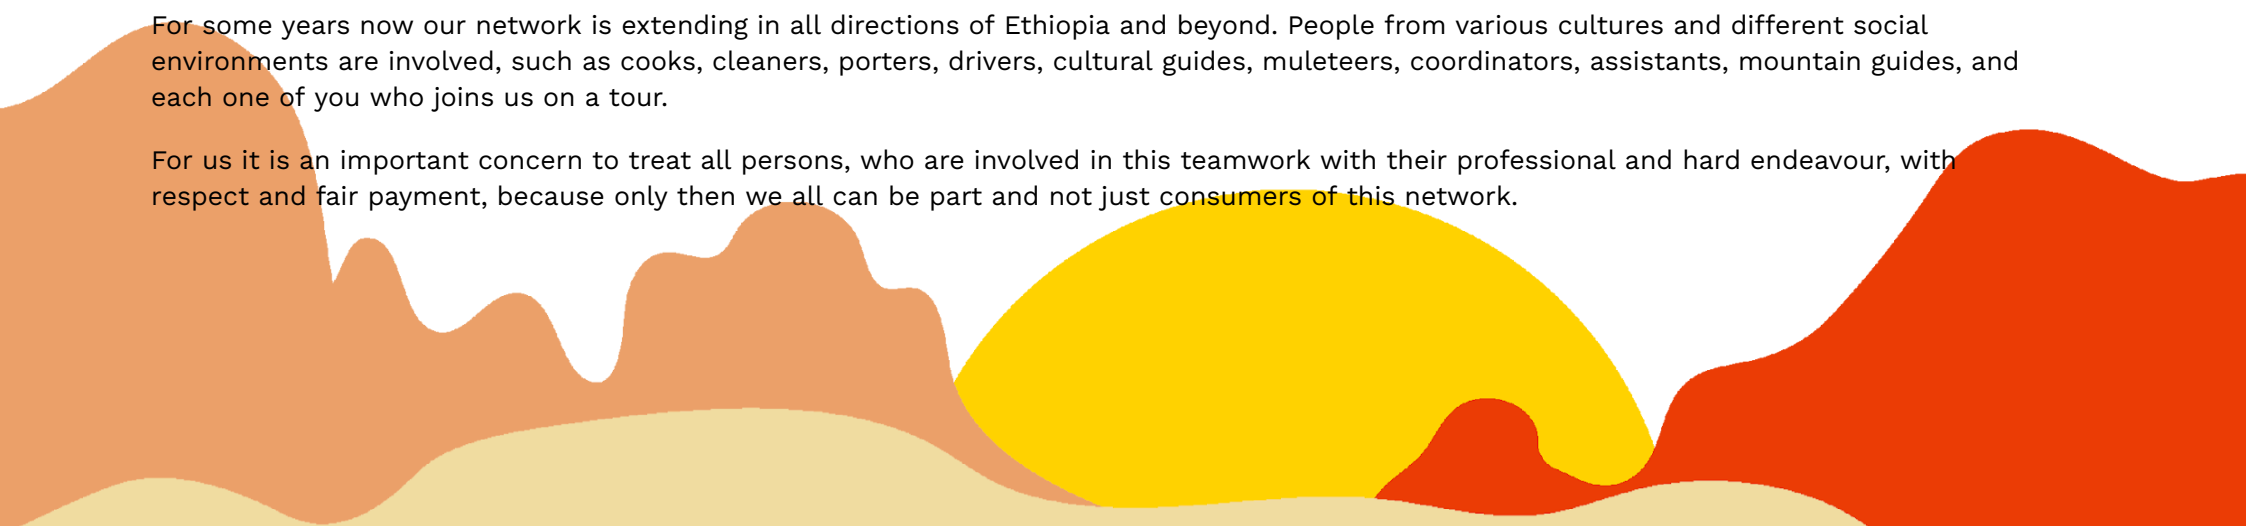 For some years now our network is extending in all directions of Ethiopia and beyond. People from various cultures and different social
environments are involved, such as cooks, cleaners, porters, drivers, cultural guides, muleteers, coordinators, assistants, mountain guides, and
each one of you who joins us on a tour.
For us it is an important concern to treat all persons, who are involved in this teamwork with their professional and hard endeavour, with
respect and fair payment, because only then we all can be part and not just consumers of this network.